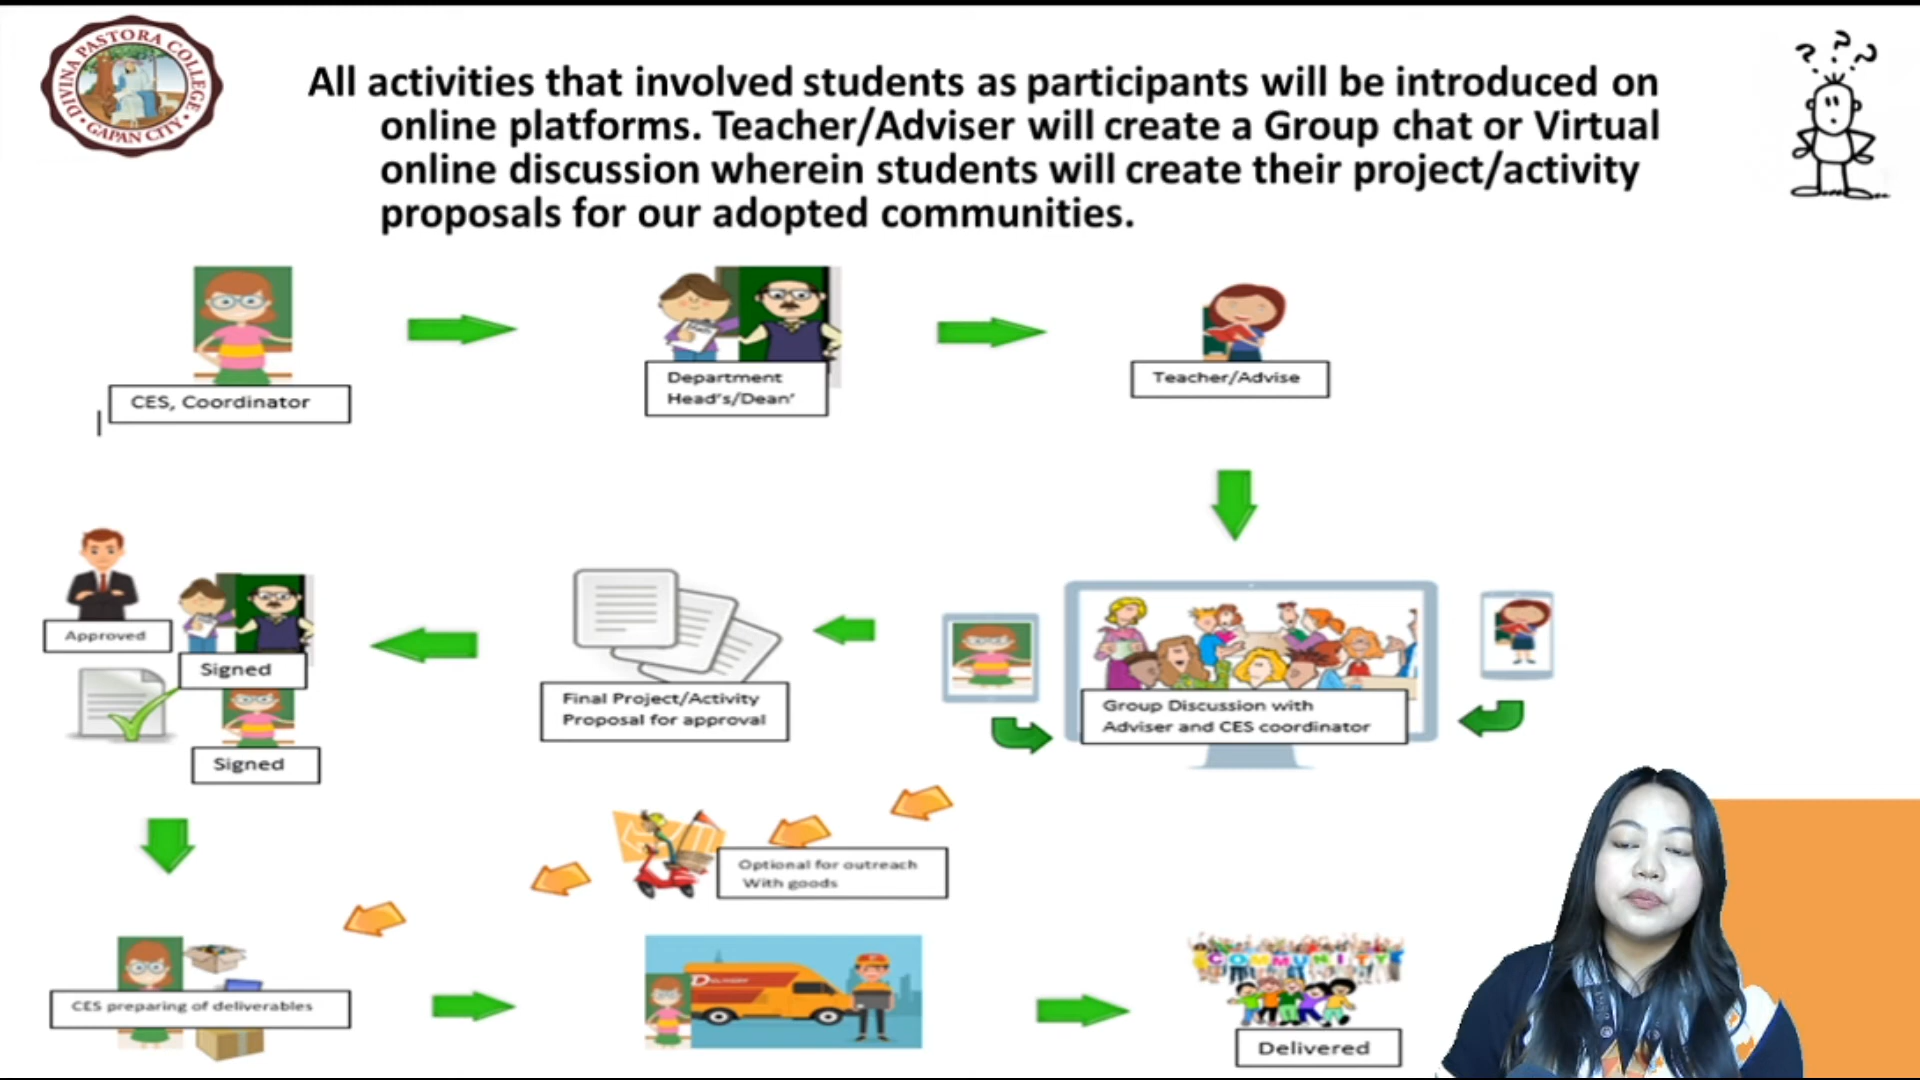 DIVINA PASTORA COLLEGE
GAPAN CITY
All activities that involved students as participants will be introduced on
online platforms. Teacher/Adviser will create a Group chat or Virtual
online discussion wherein students will create their project/activity
proposals for our adopted communities.
? ? ?
CES, Coordinator
Department
Head's/Dean'
Teacher/Advise
Approved
Signed
Signed
Final Project/Activity
Proposal for approval
Group Discussion with
Adviser and CES coordinator
Optional for outreach
With goods
CES preparing of deliverables
DELIVERY
COMMUNITY
Delivered